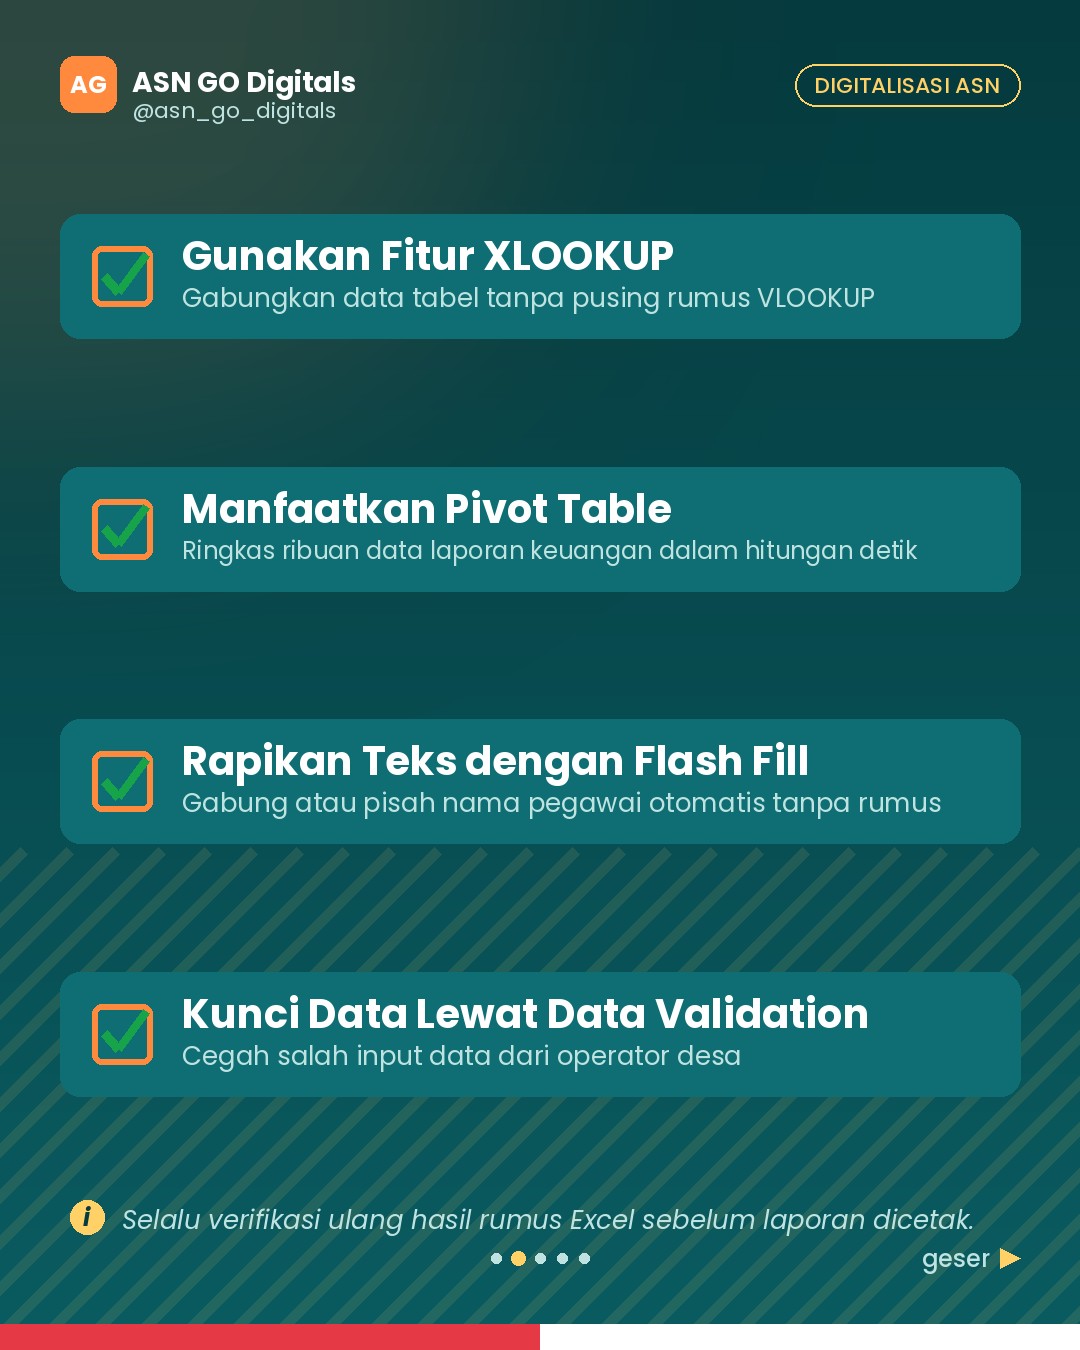 AG
ASN GO Digitals
@asn_go_digitals
DIGITALISASI ASN
Gunakan Fitur XLOOKUP
Gabungkan data tabel tanpa pusing rumus VLOOKUP
Manfaatkan Pivot Table
Ringkas ribuan data laporan keuangan dalam hitungan detik
Rapikan Teks dengan Flash Fill
Gabung atau pisah nama pegawai otomatis tanpa rumus
Kunci Data Lewat Data Validation
Cegah salah input data dari operator desa
i Selalu verifikasi ulang hasil rumus Excel sebelum laporan dicetak.
geser